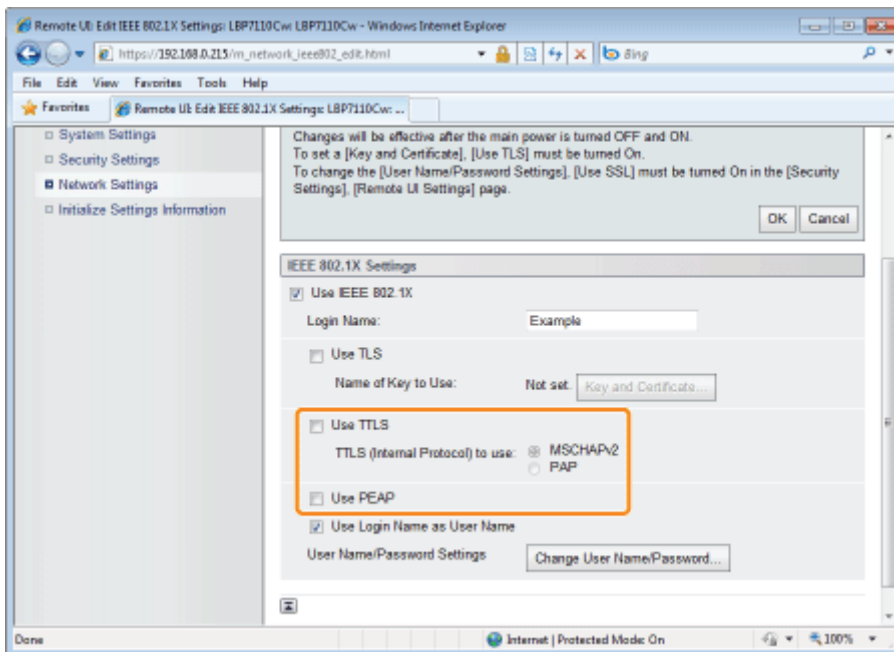 Remote UI: Edit IEEE 802.1X Settings: LBP7110Cw: LBP7110Cw - Windows Internet Explorer
https://192.168.0.215/m_network_ieee802_edit.html
Bing
File Edit View Favorites Tools Help
Favorites
Remote UI: Edit IEEE 802.1X Settings: LBP7110Cw: ...
System Settings
Security Settings
Network Settings
Initialize Settings Information
Changes will be effective after the main power is turned OFF and ON.
To set a [Key and Certificate], [Use TLS] must be turned On.
To change the [User Name/Password Settings], [Use SSL] must be turned On in the [Security
Settings], [Remote UI Settings] page.
OK Cancel
IEEE 802.1X Settings
Use IEEE 802.1X
Login Name: Example
Use TLS
Name of Key to Use: Not set. Key and Certificate...
Use TTLS
TTLS (Internal Protocol) to use: MSCHAPv2
PAP
Use PEAP
Use Login Name as User Name
User Name/Password Settings Change User Name/Password...
Done Internet | Protected Mode: On 100%